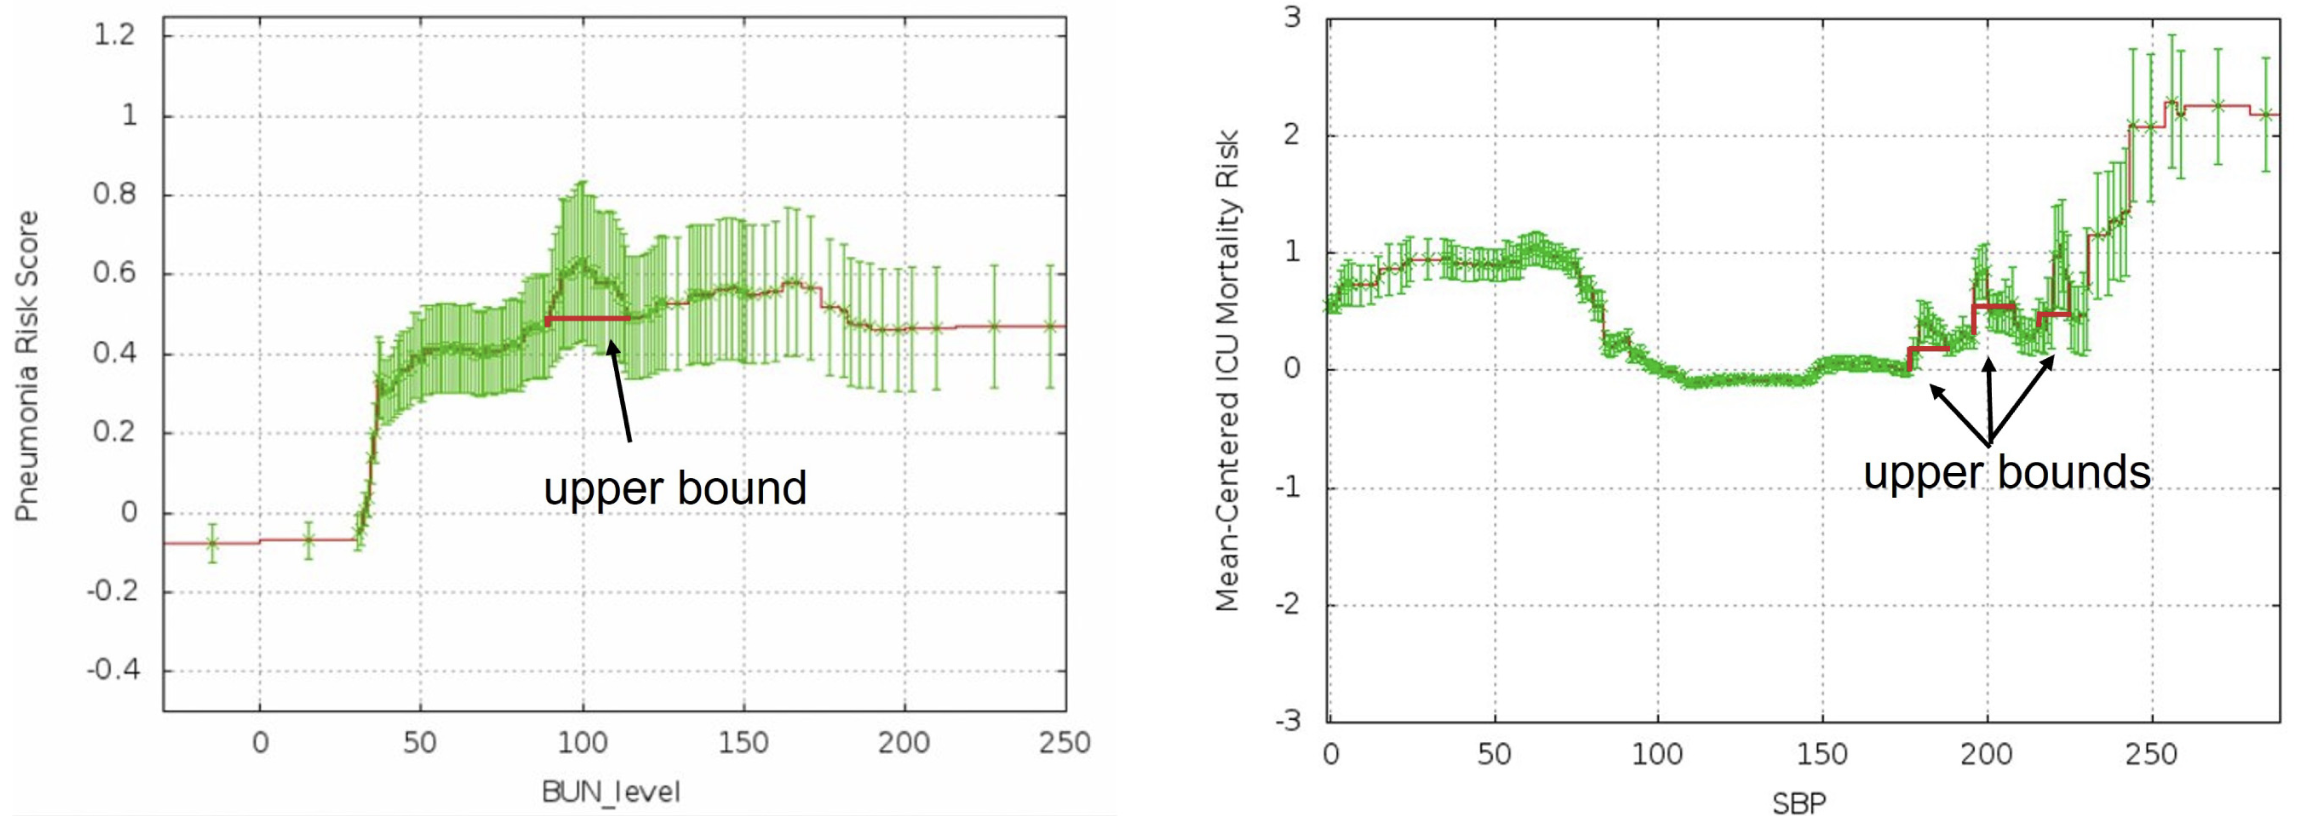 1.2
1
0.8
0.6
0.4
0.2
0
-0.2
-0.4
Pneumonia Risk Score
upper bound
0 50 100 150 200 250
BUN_level
3
2
1
0
-1
-2
-3
Mean-Centered ICU Mortality Risk
upper bounds
0 50 100 150 200 250
SBP